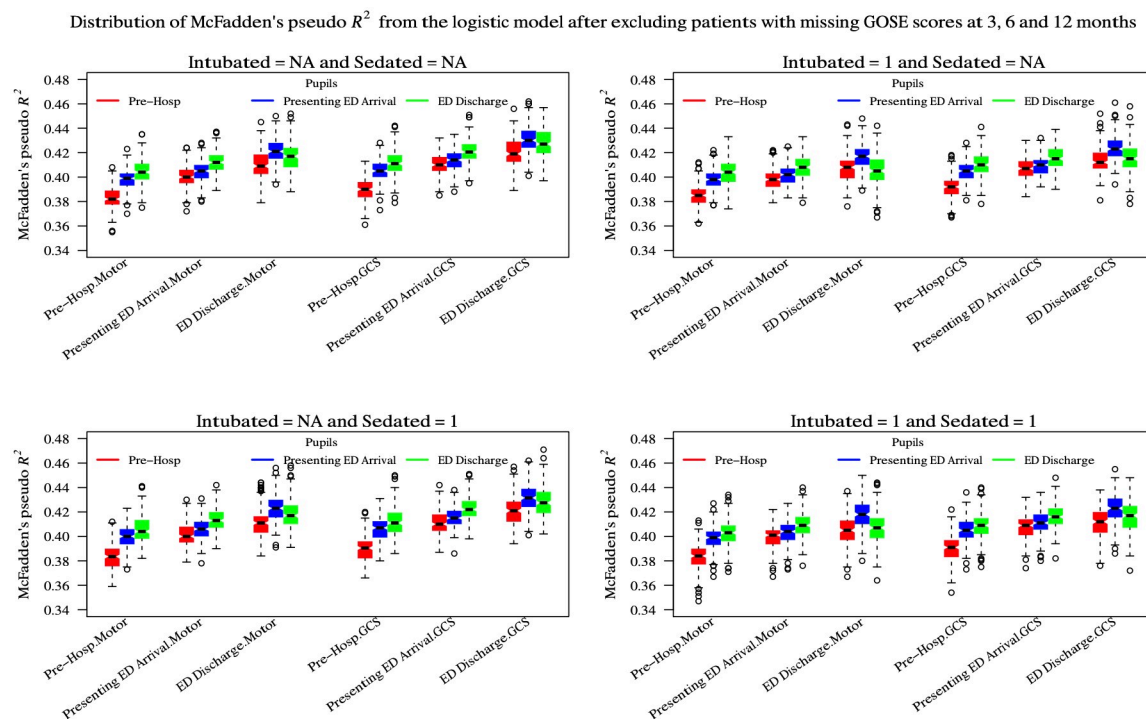 Distribution of McFadden's pseudo R² from the logistic model after excluding patients with missing GOSE scores at 3, 6 and 12 months
Intubated = NA and Sedated = NA
McFadden's pseudo R²
0.48
0.46
0.44
0.42
0.40
0.38
0.36
0.34
Pupils
Pre−Hosp
Presenting ED Arrival
ED Discharge
Pre−Hosp.Motor
Presenting ED Arrival.Motor
ED Discharge.Motor
Pre−Hosp.GCS
Presenting ED Arrival.GCS
ED Discharge.GCS
Intubated = 1 and Sedated = NA
McFadden's pseudo R²
0.48
0.46
0.44
0.42
0.40
0.38
0.36
0.34
Pupils
Pre−Hosp
Presenting ED Arrival
ED Discharge
Pre−Hosp.Motor
Presenting ED Arrival.Motor
ED Discharge.Motor
Pre−Hosp.GCS
Presenting ED Arrival.GCS
ED Discharge.GCS
Intubated = NA and Sedated = 1
McFadden's pseudo R²
0.48
0.46
0.44
0.42
0.40
0.38
0.36
0.34
Pupils
Pre−Hosp
Presenting ED Arrival
ED Discharge
Pre−Hosp.Motor
Presenting ED Arrival.Motor
ED Discharge.Motor
Pre−Hosp.GCS
Presenting ED Arrival.GCS
ED Discharge.GCS
Intubated = 1 and Sedated = 1
McFadden's pseudo R²
0.48
0.46
0.44
0.42
0.40
0.38
0.36
0.34
Pupils
Pre−Hosp
Presenting ED Arrival
ED Discharge
Pre−Hosp.Motor
Presenting ED Arrival.Motor
ED Discharge.Motor
Pre−Hosp.GCS
Presenting ED Arrival.GCS
ED Discharge.GCS